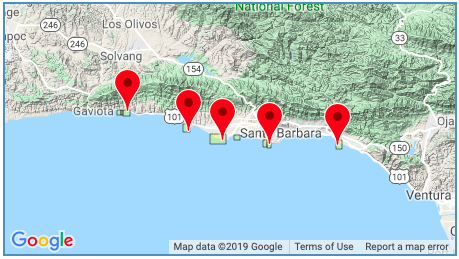 National Forest
Los Olivos
246
33
poc
246
Solvang
154
Gaviota
101
Santa Barbara
Oja
150
101
Ventura
Google
Map data ©2019 Google
Terms of Use
Report a map error